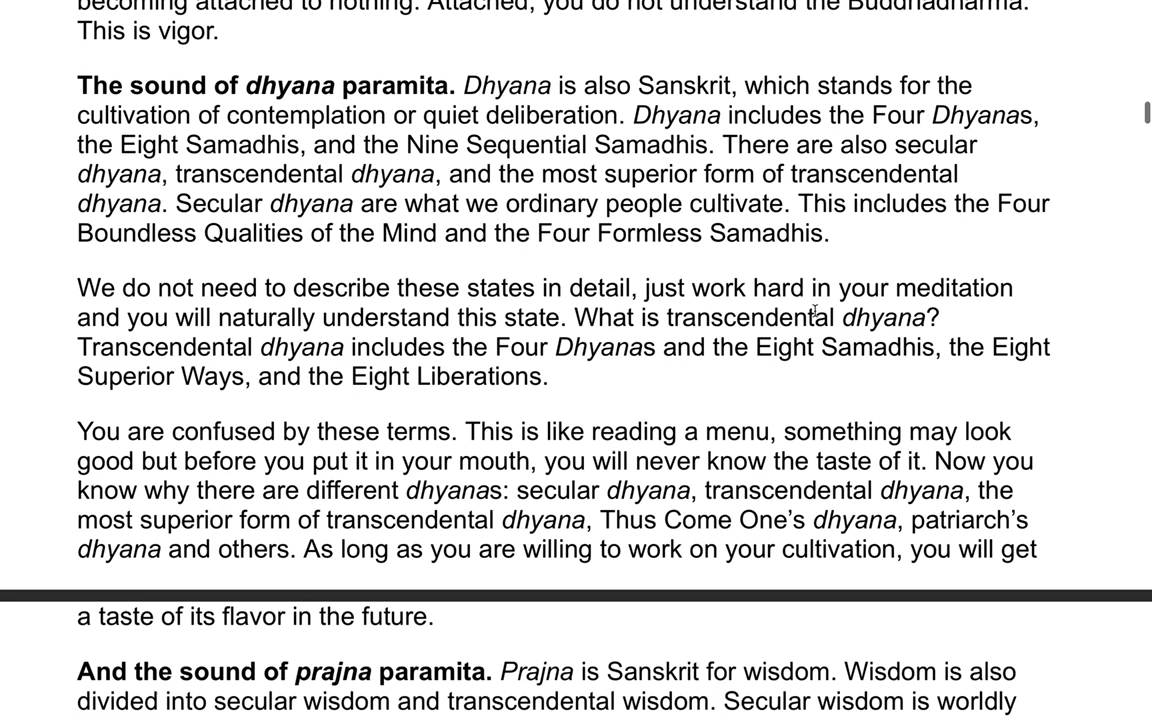 becoming attached to nothing. Attached, you do not understand the Buddhadharma.
This is vigor.
The sound of dhyana paramita. Dhyana is also Sanskrit, which stands for the
cultivation of contemplation or quiet deliberation. Dhyana includes the Four Dhyanas,
the Eight Samadhis, and the Nine Sequential Samadhis. There are also secular
dhyana, transcendental dhyana, and the most superior form of transcendental
dhyana. Secular dhyana are what we ordinary people cultivate. This includes the Four
Boundless Qualities of the Mind and the Four Formless Samadhis.
We do not need to describe these states in detail, just work hard in your meditation
and you will naturally understand this state. What is transcendental dhyana?
Transcendental dhyana includes the Four Dhyanas and the Eight Samadhis, the Eight
Superior Ways, and the Eight Liberations.
You are confused by these terms. This is like reading a menu, something may look
good but before you put it in your mouth, you will never know the taste of it. Now you
know why there are different dhyanas: secular dhyana, transcendental dhyana, the
most superior form of transcendental dhyana, Thus Come One's dhyana, patriarch's
dhyana and others. As long as you are willing to work on your cultivation, you will get
a taste of its flavor in the future.
And the sound of prajna paramita. Prajna is Sanskrit for wisdom. Wisdom is also
divided into secular wisdom and transcendental wisdom. Secular wisdom is worldly